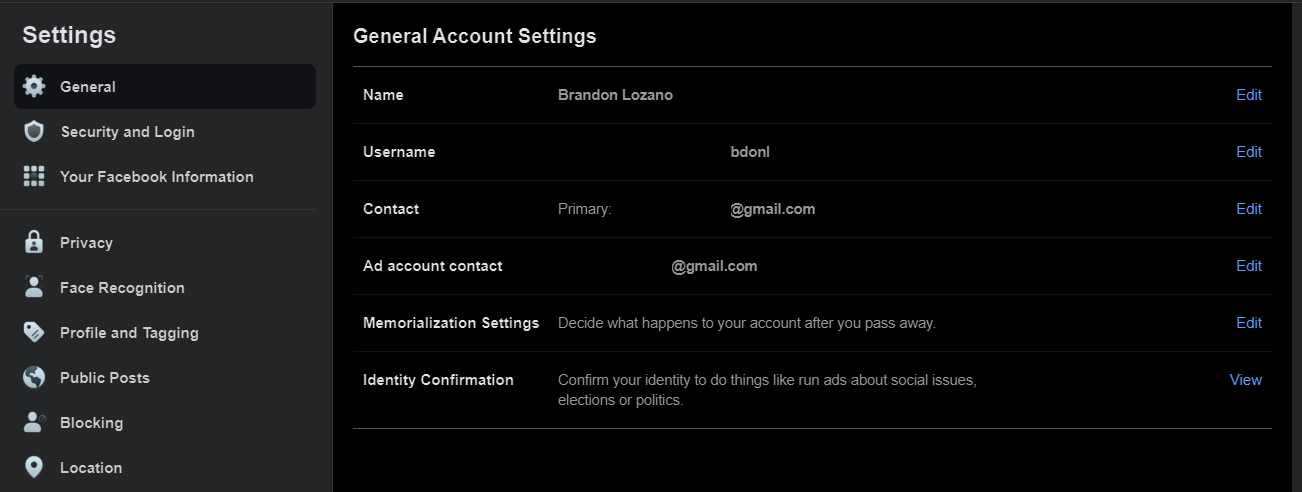 Settings
General
Security and Login
Your Facebook Information
Privacy
Face Recognition
Profile and Tagging
Public Posts
Blocking
Location
General Account Settings
Name Brandon Lozano Edit
Username bdonl Edit
Contact Primary: @gmail.com Edit
Ad account contact @gmail.com Edit
Memorialization Settings Decide what happens to your account after you pass away. Edit
Identity Confirmation Confirm your identity to do things like run ads about social issues, View
elections or politics.